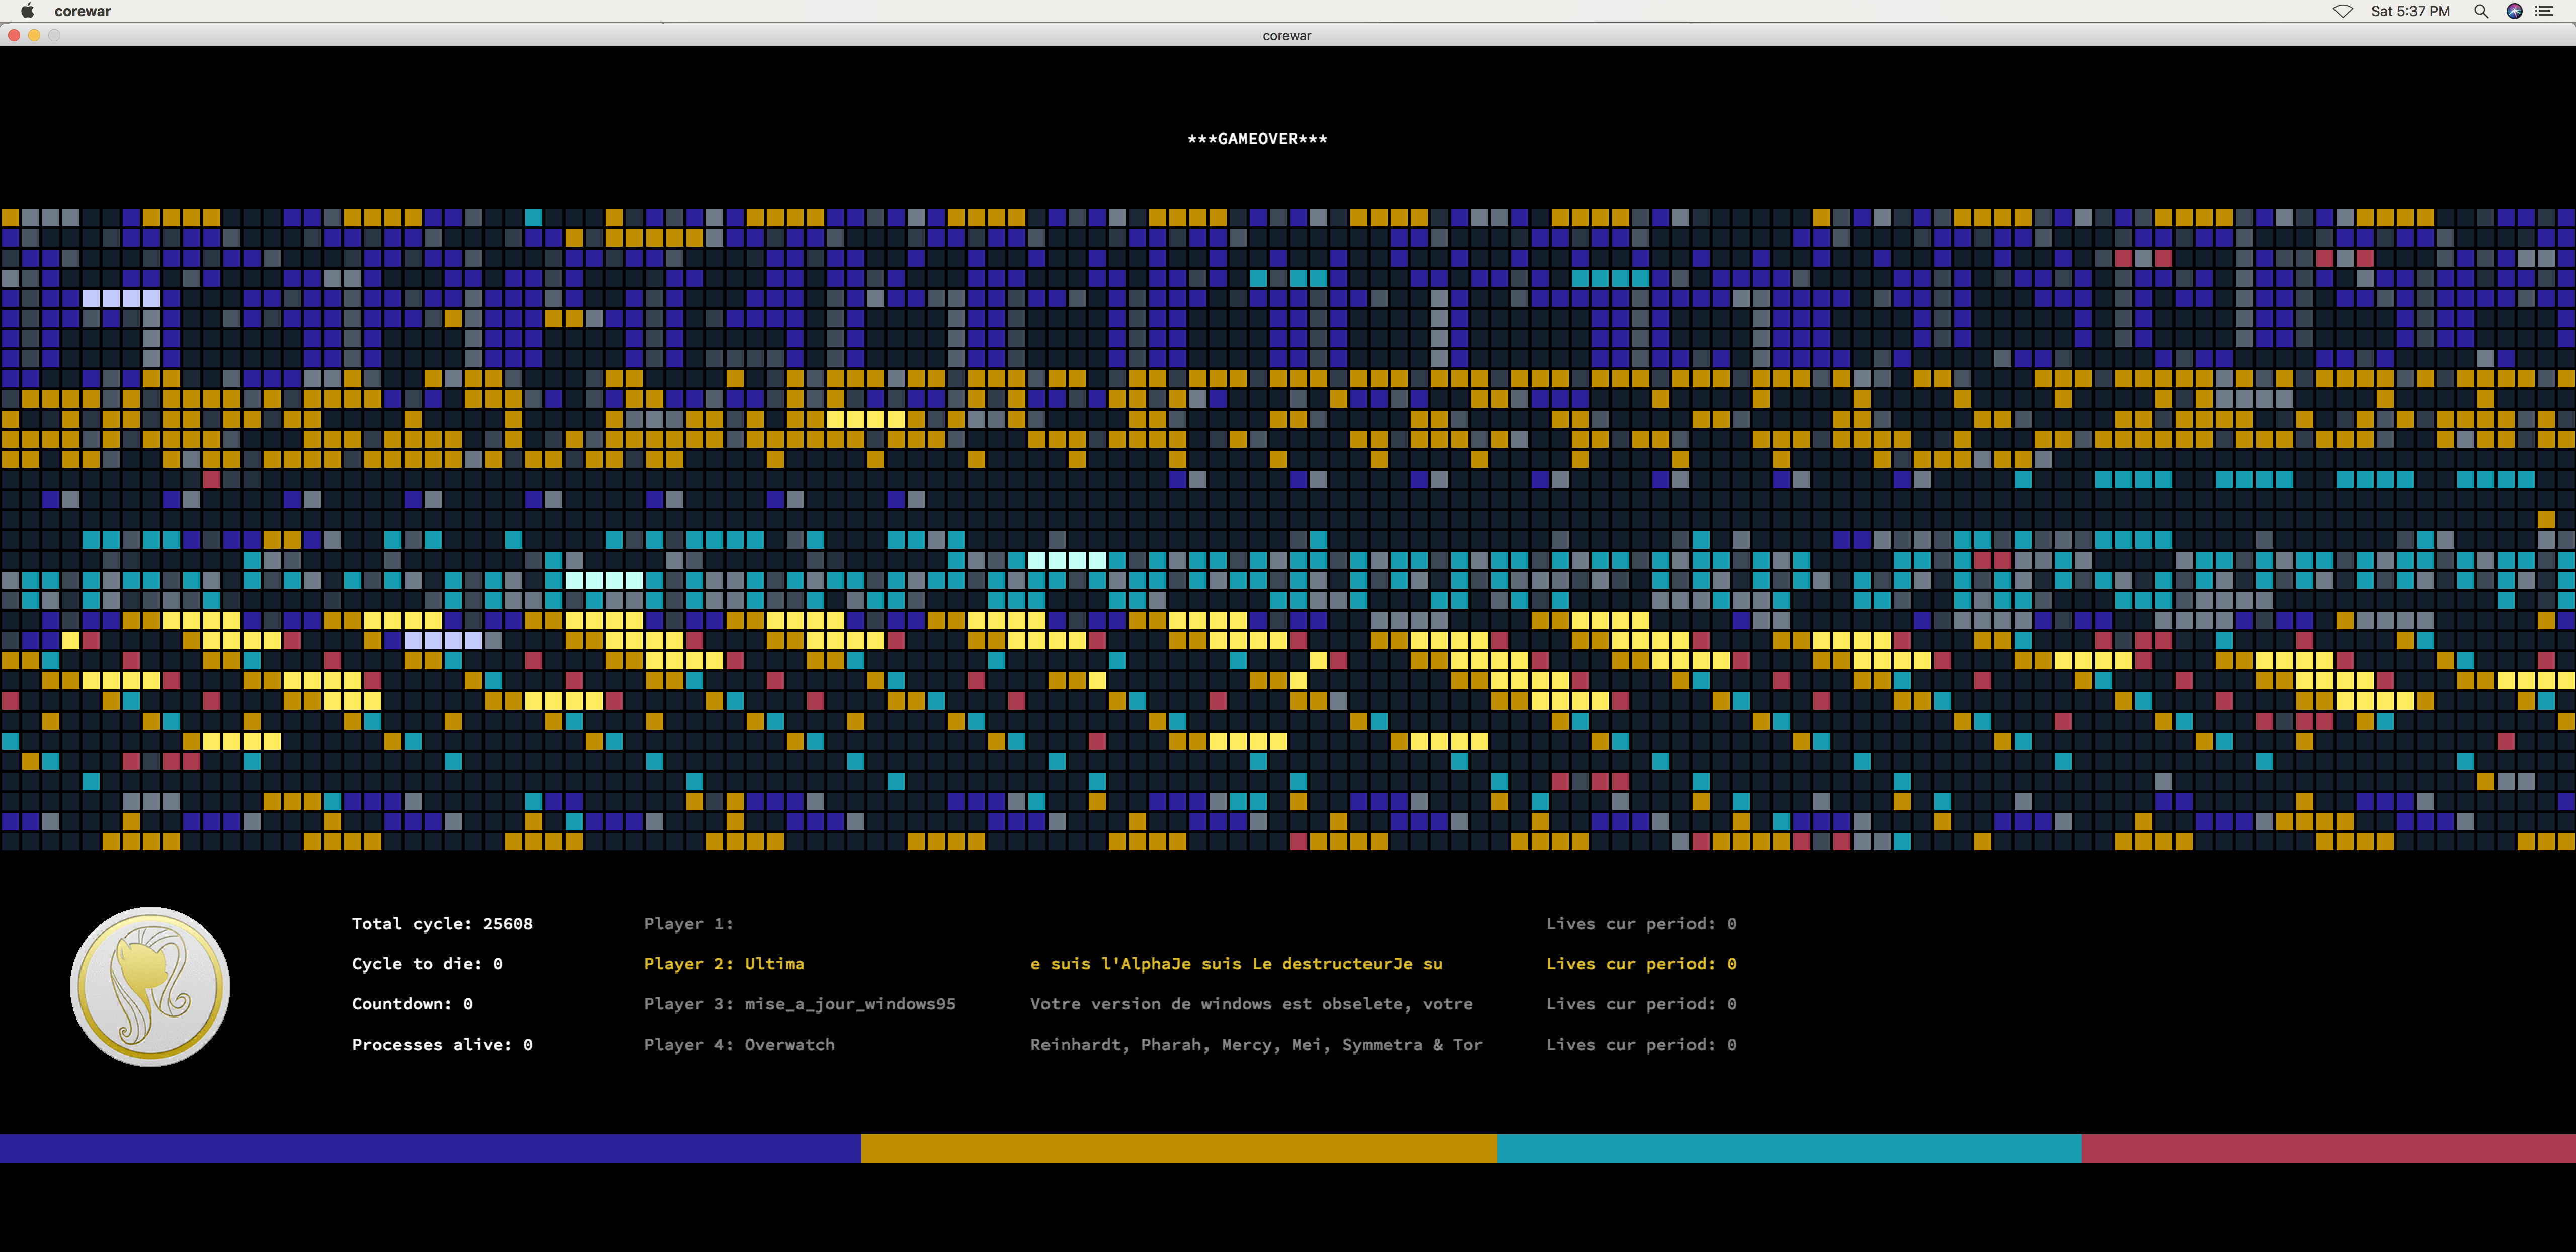 corewar
Sat 5:37 PM
corewar
***GAMEOVER***
Total cycle: 25608
Player 1:
Lives cur period: 0
Cycle to die: 0
Player 2: Ultima
e suis l'AlphaJe suis Le destructeurJe su
Lives cur period: 0
Countdown: 0
Player 3: mise_a_jour_windows95
Votre version de windows est obselete, votre
Lives cur period: 0
Processes alive: 0
Player 4: Overwatch
Reinhardt, Pharah, Mercy, Mei, Symmetra & Tor
Lives cur period: 0